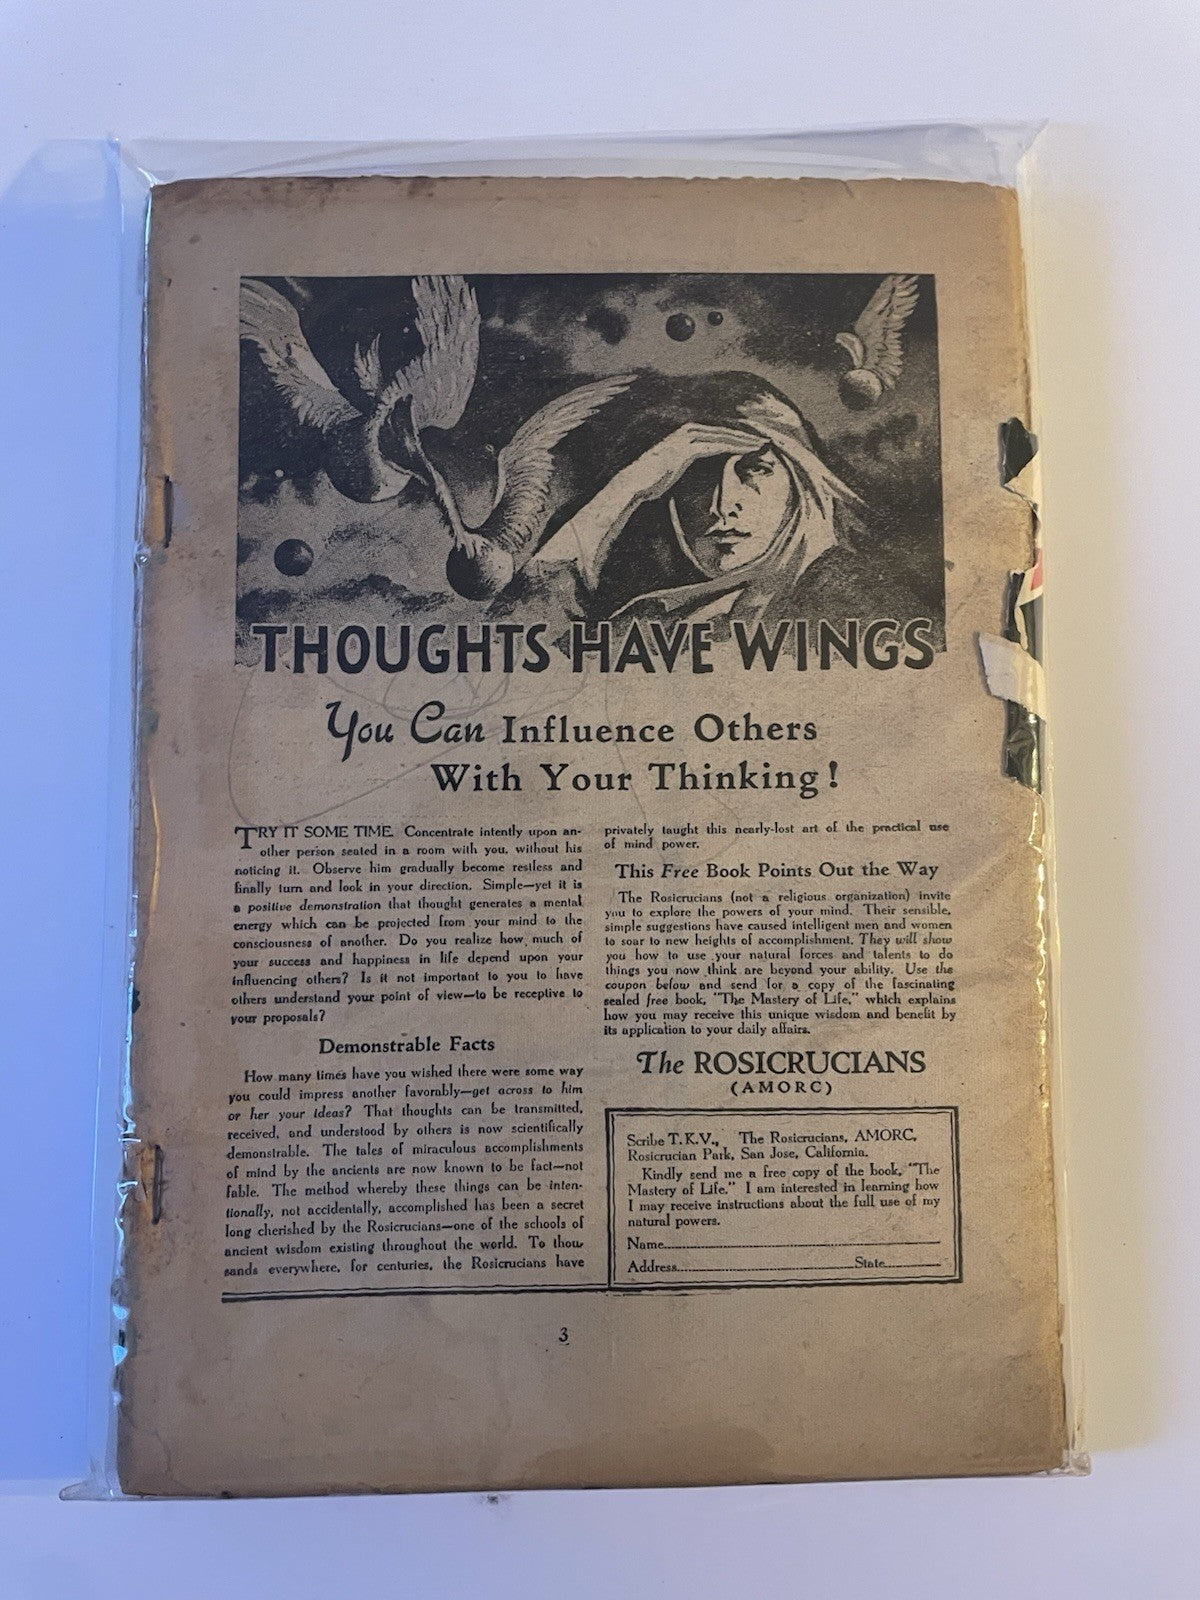 THOUGHTS HAVE WINGS
You Can Influence Others
With Your Thinking!
TRY IT SOME TIME. Concentrate intently upon an-
other person seated in a room with you, without his
noticing it. Observe him gradually become restless and
finally turn and look in your direction. Simple—yet it is
a positive demonstration that thought generates a mental
energy which can be projected from your mind to the
consciousness of another. Do you realize how much of
your success and happiness in life depend upon your
influencing others? Is it not important to you to have
others understand your point of view—to be receptive to
your proposals?
Demonstrable Facts
How many times have you wished there were some way
you could impress another favorably—get across to him
or her your ideas? That thoughts can be transmitted,
received, and understood by others is now scientifically
demonstrable. The tales of miraculous accomplishments
of mind by the ancients are now known to be fact—not
fable. The method whereby these things can be inten-
tionally, not accidentally, accomplished has been a secret
long cherished by the Rosicrucians—one of the schools of
ancient wisdom existing throughout the world. To thou-
sands everywhere, for centuries, the Rosicrucians have
privately taught this nearly-lost art of the practical use
of mind power.
This Free Book Points Out the Way
The Rosicrucians (not a religious organization) invite
you to explore the powers of your mind. Their sensible,
simple suggestions have caused intelligent men and women
to soar to new heights of accomplishment. They will show
you how to use your natural forces and talents to do
things you now think are beyond your ability. Use the
coupon below and send for a copy of the fascinating
sealed free book, "The Mastery of Life," which explains
how you may receive this unique wisdom and benefit by
its application to your daily affairs.
The ROSICRUCIANS
(AMORC)
Scribe T.K.V., The Rosicrucians, AMORC,
Rosicrucian Park, San Jose, California.
Kindly send me a free copy of the book, "The
Mastery of Life." I am interested in learning how
I may receive instructions about the full use of my
natural powers.
Name
Address State
3